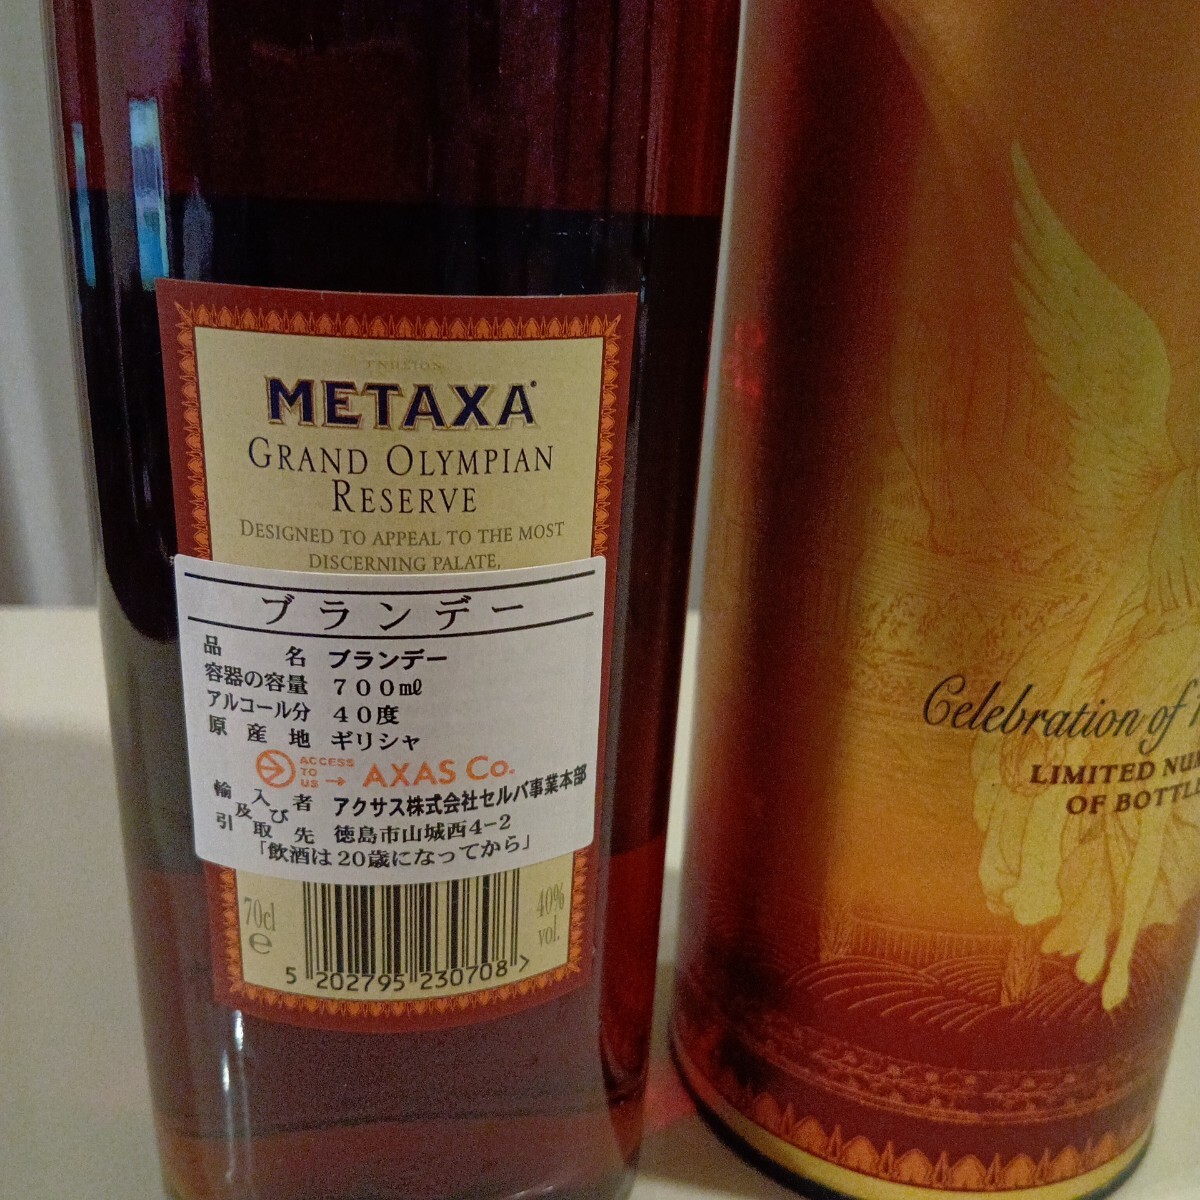 METAXA
GRAND OLYMPIAN
RESERVE
DESIGNED TO APPEAL TO THE MOST
DISCERNING PALATE,
ブランデー
品名 ブランデー
容器の容量 700㎖
アルコール分 40度
原産地 ギリシャ
ACCESS TO US AXAS Co.
輸入者及び引取先 アクサス株式会社セルバ事業本部
徳島市山城西4-2
「飲酒は20歳になってから」
70cl e
40% vol.
5 202795 230708 >
Celebration of
LIMITED
OF